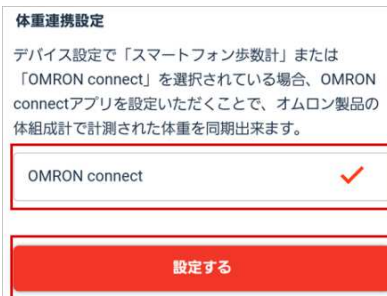 体重連携設定
デバイス設定で「スマートフォン歩数計」または
「OMRON connect」を選択されている場合、OMRON
connectアプリを設定いただくことで、オムロン製品の
体組成計で計測された体重を同期出来ます。
OMRON connect
設定する